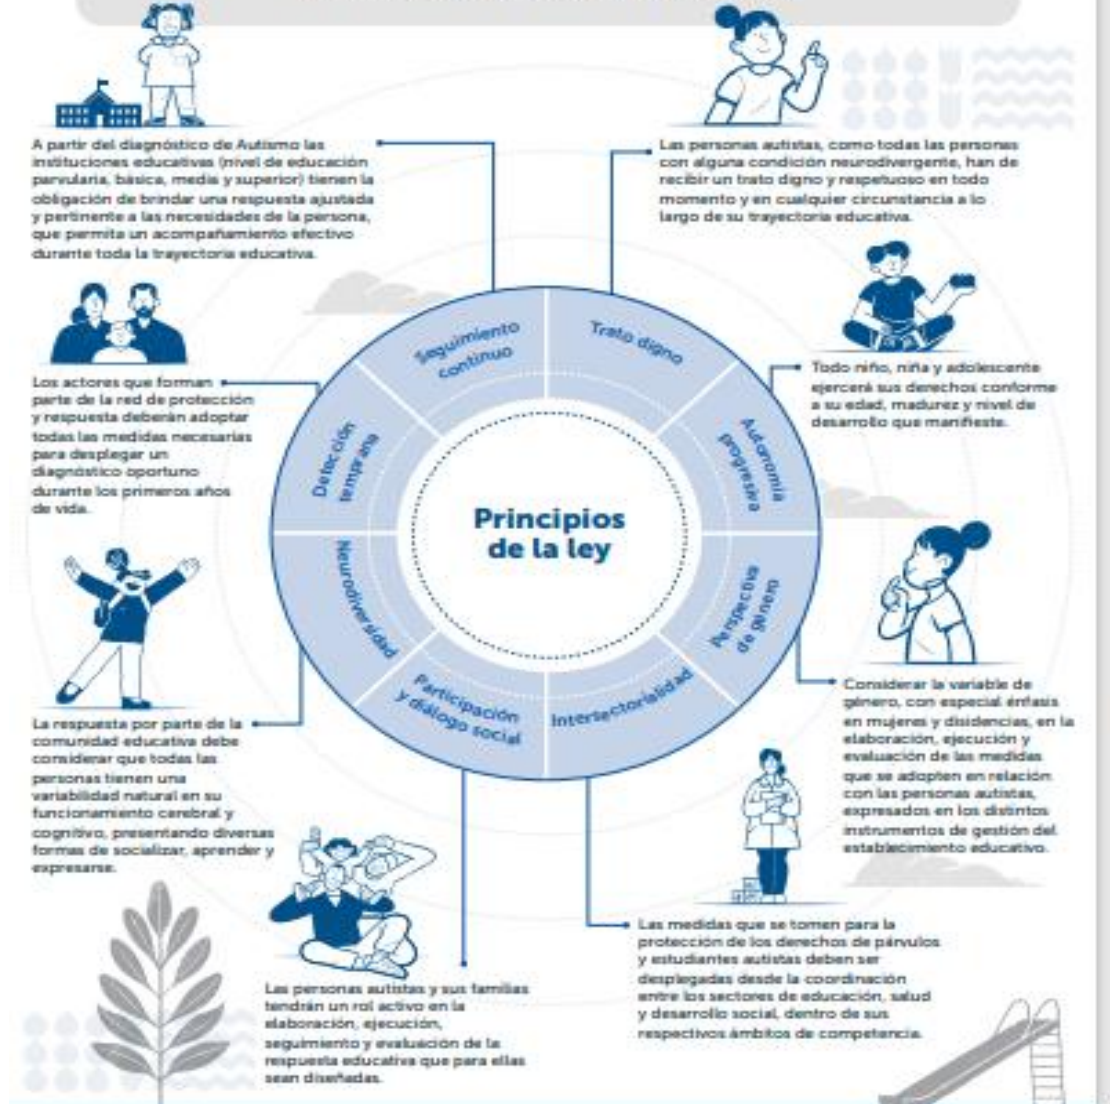 A partir del diagnóstico de Autismo las
instituciones educativas (nivel de educación
parvularia, básica, media y superior) tienen la
obligación de brindar una respuesta ajustada
y pertinente a las necesidades de la persona,
que permita un acompañamiento efectivo
durante toda la trayectoria educativa.
Las personas autistas, como todas las personas
con alguna condición neurodivergente, han de
recibir un trato digno y respetuoso en todo
momento y en cualquier circunstancia a lo
largo de su trayectoria educativa.
Los actores que forman
parte de la red de protección
y respuesta deberán adoptar
todas las medidas necesarias
para desplegar un
diagnóstico oportuno
durante los primeros años
de vida.
Todo niño, niña y adolescente
ejercerá sus derechos conforme
a su edad, madurez y nivel de
desarrollo que manifieste.
Seguimiento
continuo
Trato digno
Detección
temprana
Autonomía
progresiva
Principios
de la ley
Neurodiversidad
Perspectiva
de género
Participación
y diálogo social
Intersectorialidad
La respuesta por parte de la
comunidad educativa debe
considerar que todas las
personas tienen una
variabilidad natural en su
funcionamiento cerebral y
cognitivo, presentando diversas
formas de socializar, aprender y
expresarse.
Considerar la variable de
género, con especial énfasis
en mujeres y disidencias, en la
elaboración, ejecución y
evaluación de las medidas
que se adopten en relación
con las personas autistas,
expresados en los distintos
instrumentos de gestión del
establecimiento educativo.
Las personas autistas y sus familias
tendrán un rol activo en la
elaboración, ejecución,
seguimiento y evaluación de la
respuesta educativa que para ellas
sean diseñadas.
Las medidas que se tomen para la
protección de los derechos de párvulos
y estudiantes autistas deben ser
desplegadas desde la coordinación
entre los sectores de educación, salud
y desarrollo social, dentro de sus
respectivos ámbitos de competencia.